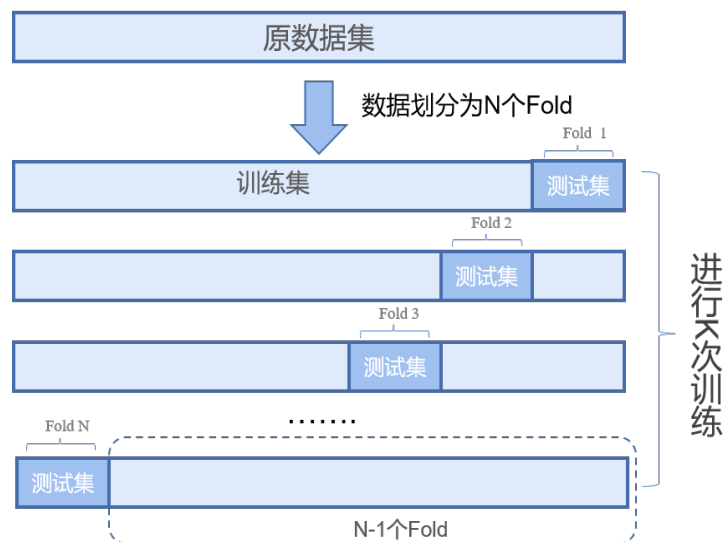 原数据集
数据划分为N个Fold
Fold 1
训练集
测试集
Fold 2
测试集
Fold 3
测试集
.......
Fold N
测试集
N-1个Fold
进行K次训练